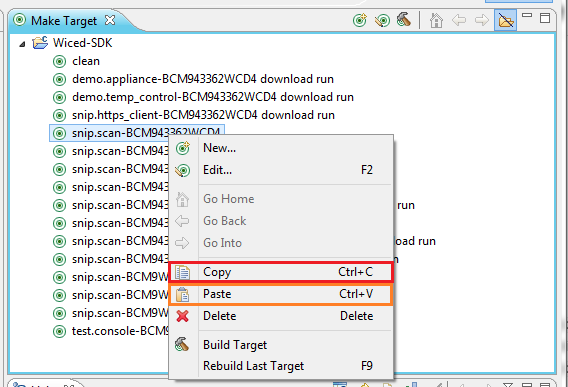 Make Target
Wiced-SDK
clean
demo.appliance-BCM943362WCD4 download run
demo.temp_control-BCM943362WCD4 download run
snip.https_client-BCM943362WCD4 download run
snip.scan-BCM943362WCD4
snip.scan-BCM943
snip.scan-BCM943
snip.scan-BCM943
snip.scan-BCM943 run
snip.scan-BCM943
snip.scan-BCM943 load run
snip.scan-BCM943
snip.scan-BCM9W
snip.scan-BCM9W
snip.scan-BCM9W
test.console-BCM9
New...
Edit... F2
Go Home
Go Back
Go Into
Copy Ctrl+C
Paste Ctrl+V
Delete Delete
Build Target
Rebuild Last Target F9